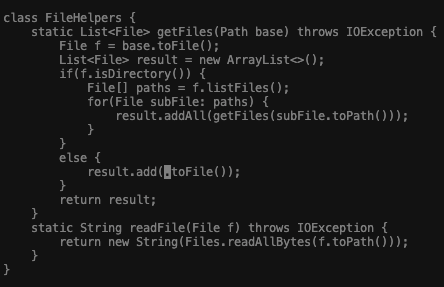 class FileHelpers {
    static List<File> getFiles(Path base) throws IOException {
        File f = base.toFile();
        List<File> result = new ArrayList<>();
        if(f.isDirectory()) {
            File[] paths = f.listFiles();
            for(File subFile: paths) {
                result.addAll(getFiles(subFile.toPath()));
            }
        }
        else {
            result.add(.toFile());
        }
        return result;
    }
    static String readFile(File f) throws IOException {
        return new String(Files.readAllBytes(f.toPath()));
    }
}